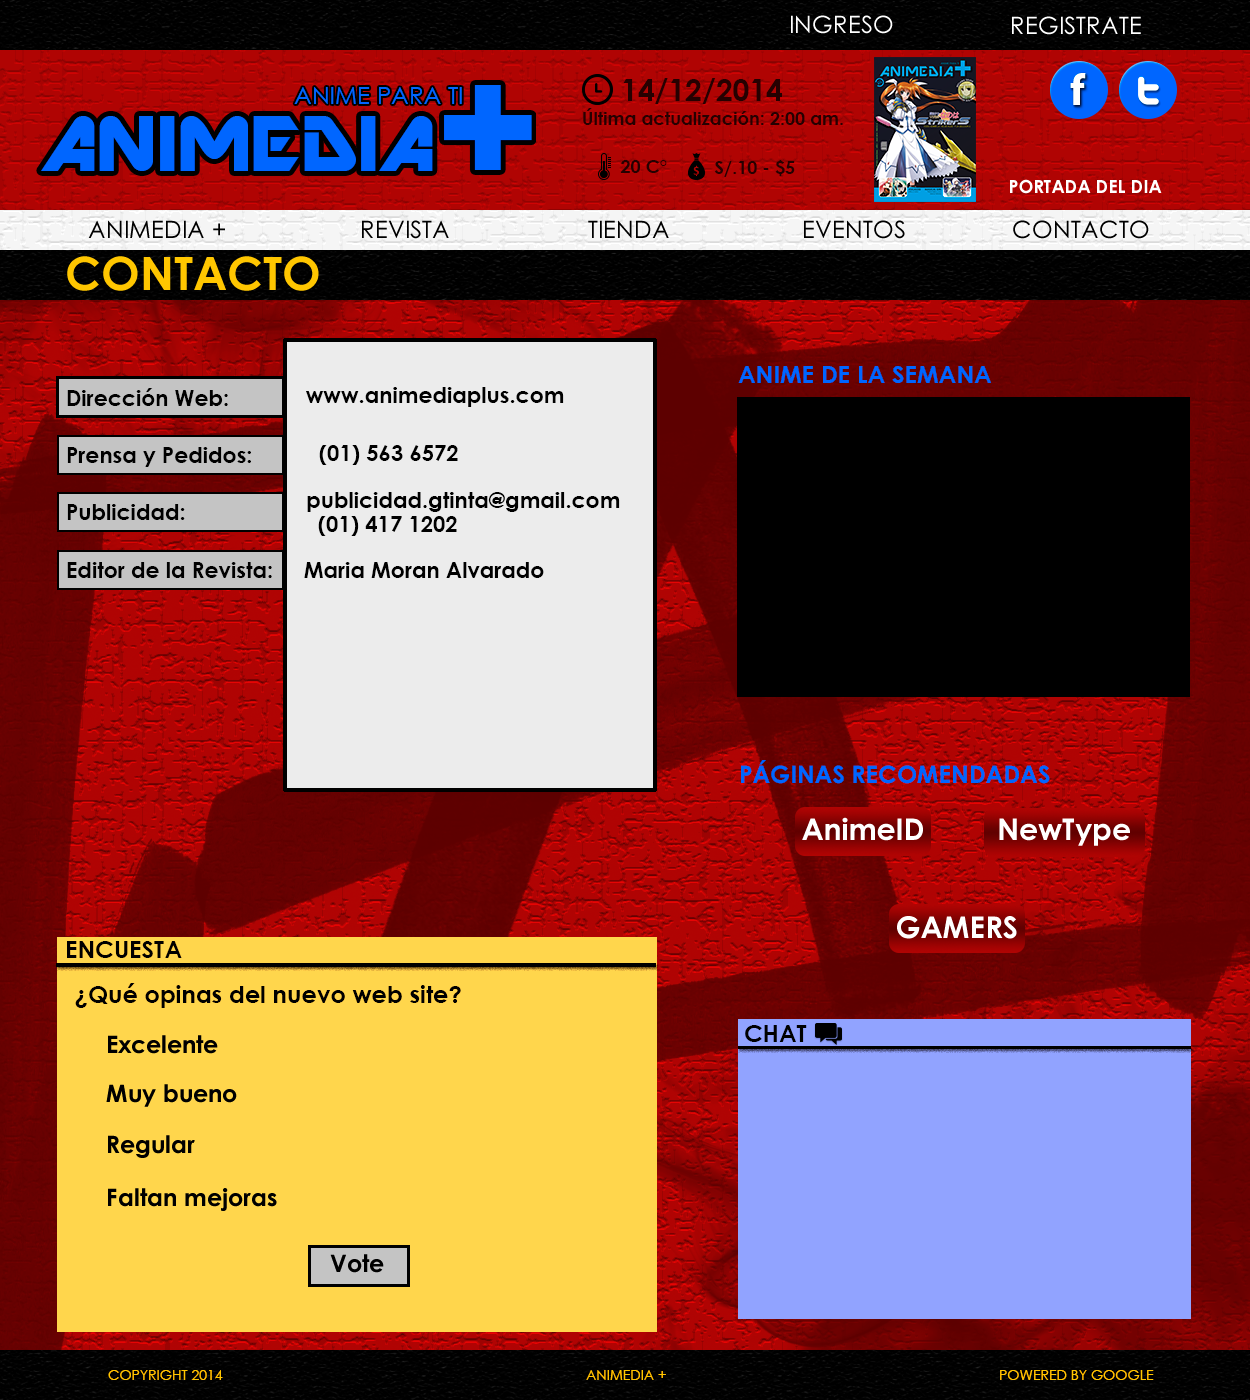 INGRESO
REGISTRATE
ANIME PARA TI
ANIMEDIA+
14/12/2014
Última actualización: 2:00 am.
20 C°
S/.10 - $5
ANIMEDIA+
StrikerS
PORTADA DEL DIA
ANIMEDIA +
REVISTA
TIENDA
EVENTOS
CONTACTO
CONTACTO
Dirección Web:
www.animediaplus.com
Prensa y Pedidos:
(01) 563 6572
Publicidad:
publicidad.gtinta@gmail.com
(01) 417 1202
Editor de la Revista:
Maria Moran Alvarado
ANIME DE LA SEMANA
PÁGINAS RECOMENDADAS
AnimeID
NewType
GAMERS
ENCUESTA
¿Qué opinas del nuevo web site?
Excelente
Muy bueno
Regular
Faltan mejoras
Vote
CHAT
COPYRIGHT 2014
ANIMEDIA +
POWERED BY GOOGLE